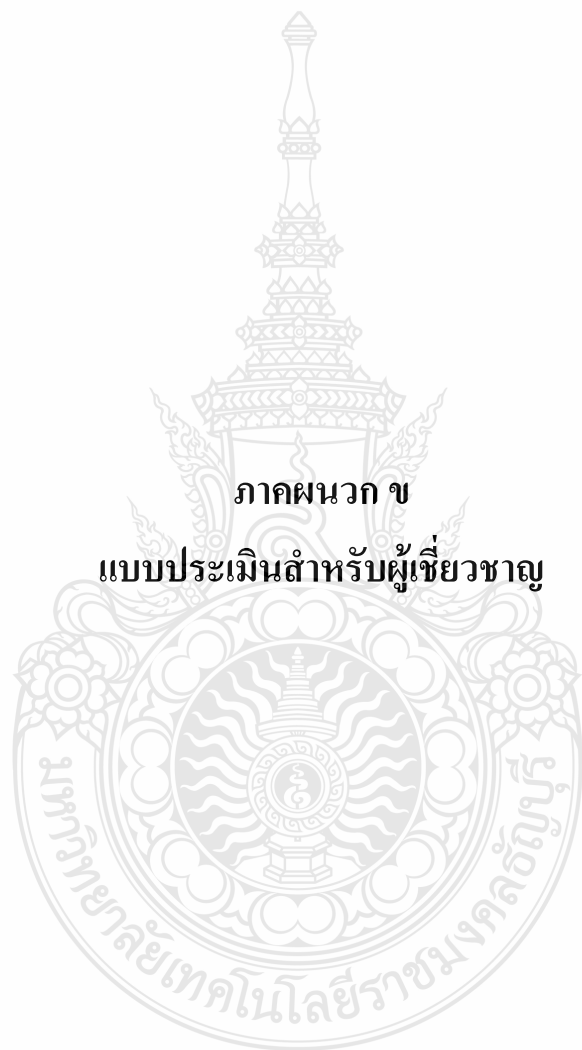 ภาคผนวก ข
แบบประเมินสำหรับผู้เชี่ยวชาญ
มหาวิทยาลัยเทคโนโลยีราชมงคลธัญบุรี